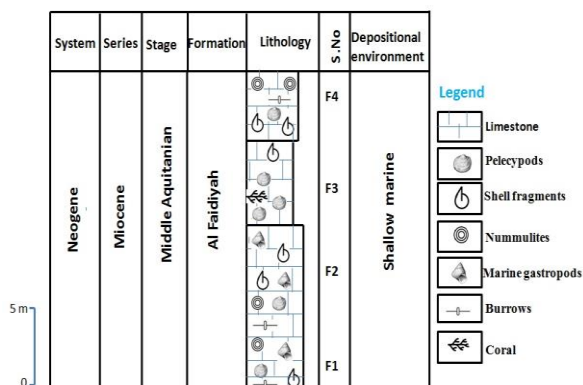 System Series Stage Formation Lithology S.No Depositional
environment
Neogene
Miocene
Middle Aquitanian
Al Faidiyah
F4
F3
F2
F1
Shallow marine
5 m
0
Legend
Limestone
Pelecypods
Shell fragments
Nummulites
Marine gastropods
Burrows
Coral